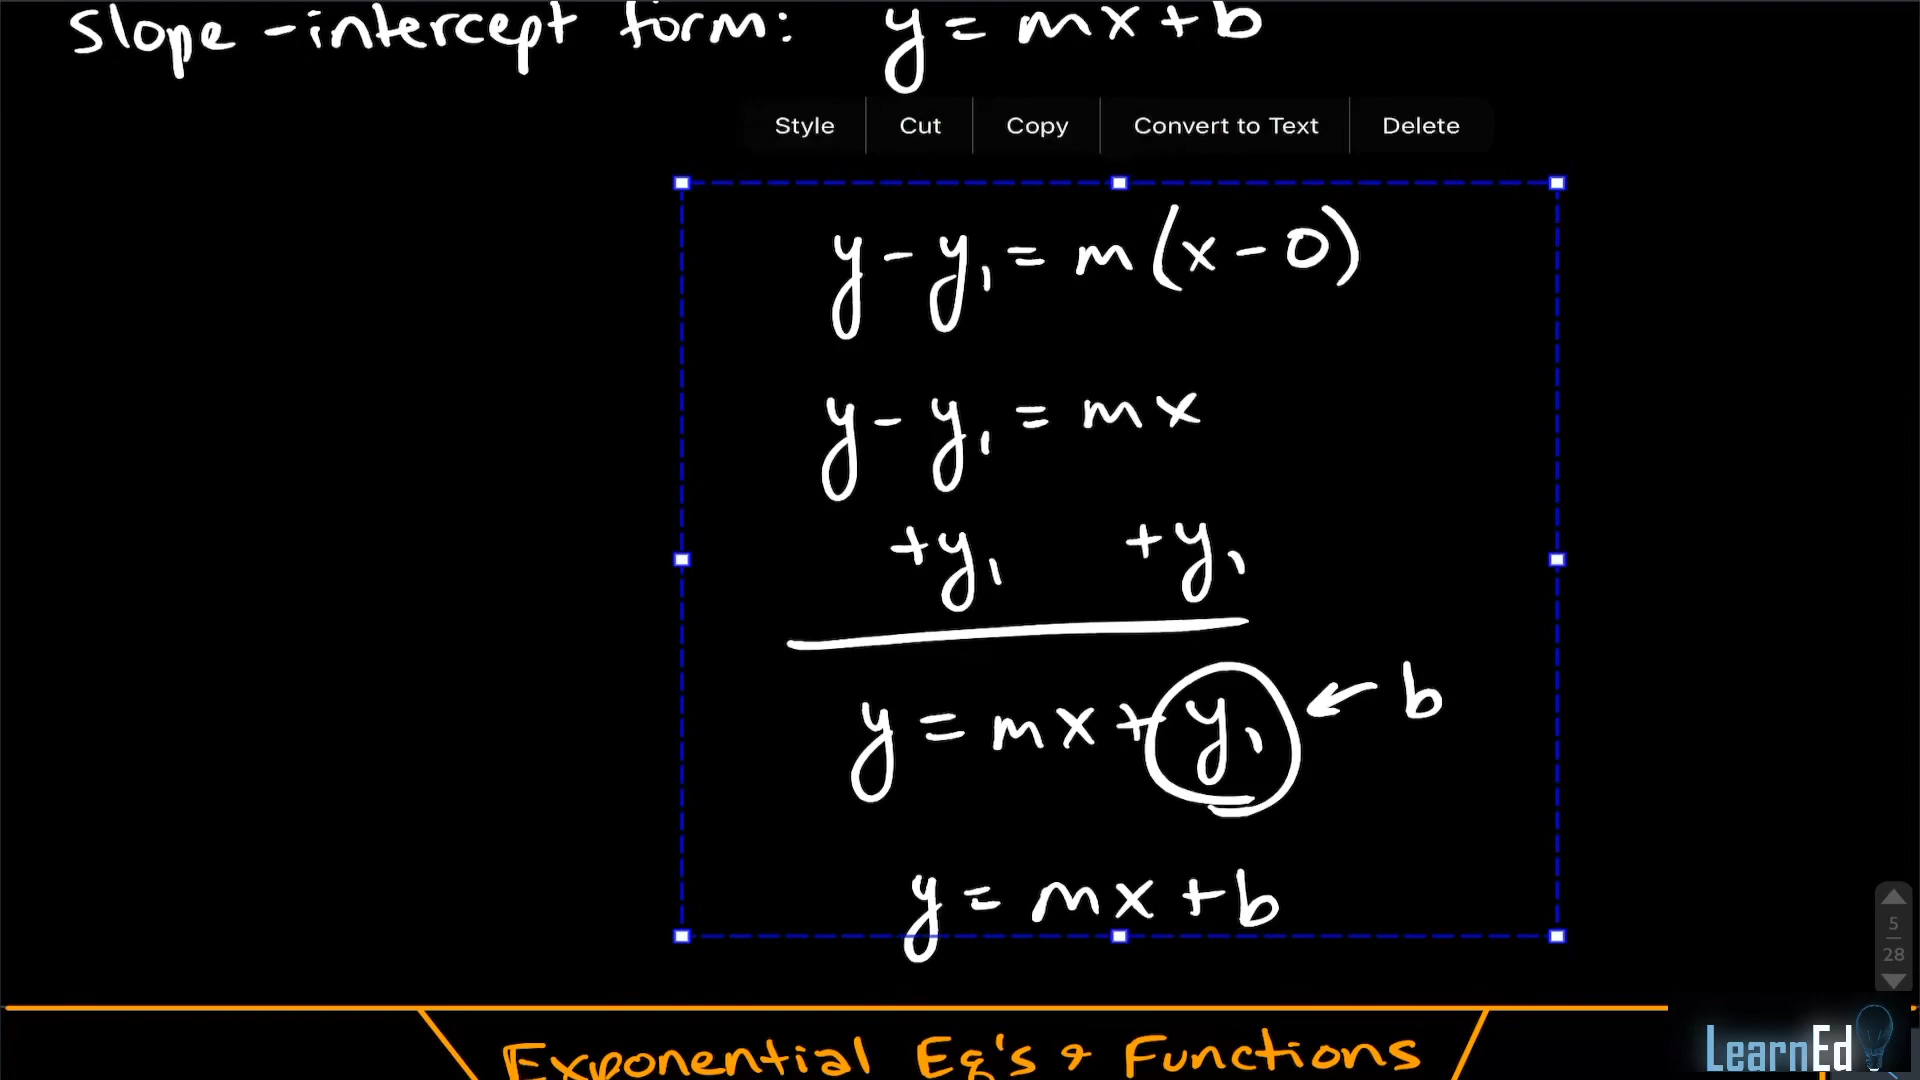 slope-intercept form: y = mx+b
Style Cut Copy Convert to Text Delete
y - y₁ = m(x - 0)
y - y₁ = mx
+y₁ +y₁
y = mx + y₁ ← b
y = mx + b
5
28
Exponential Eq's & Functions
LearnEd